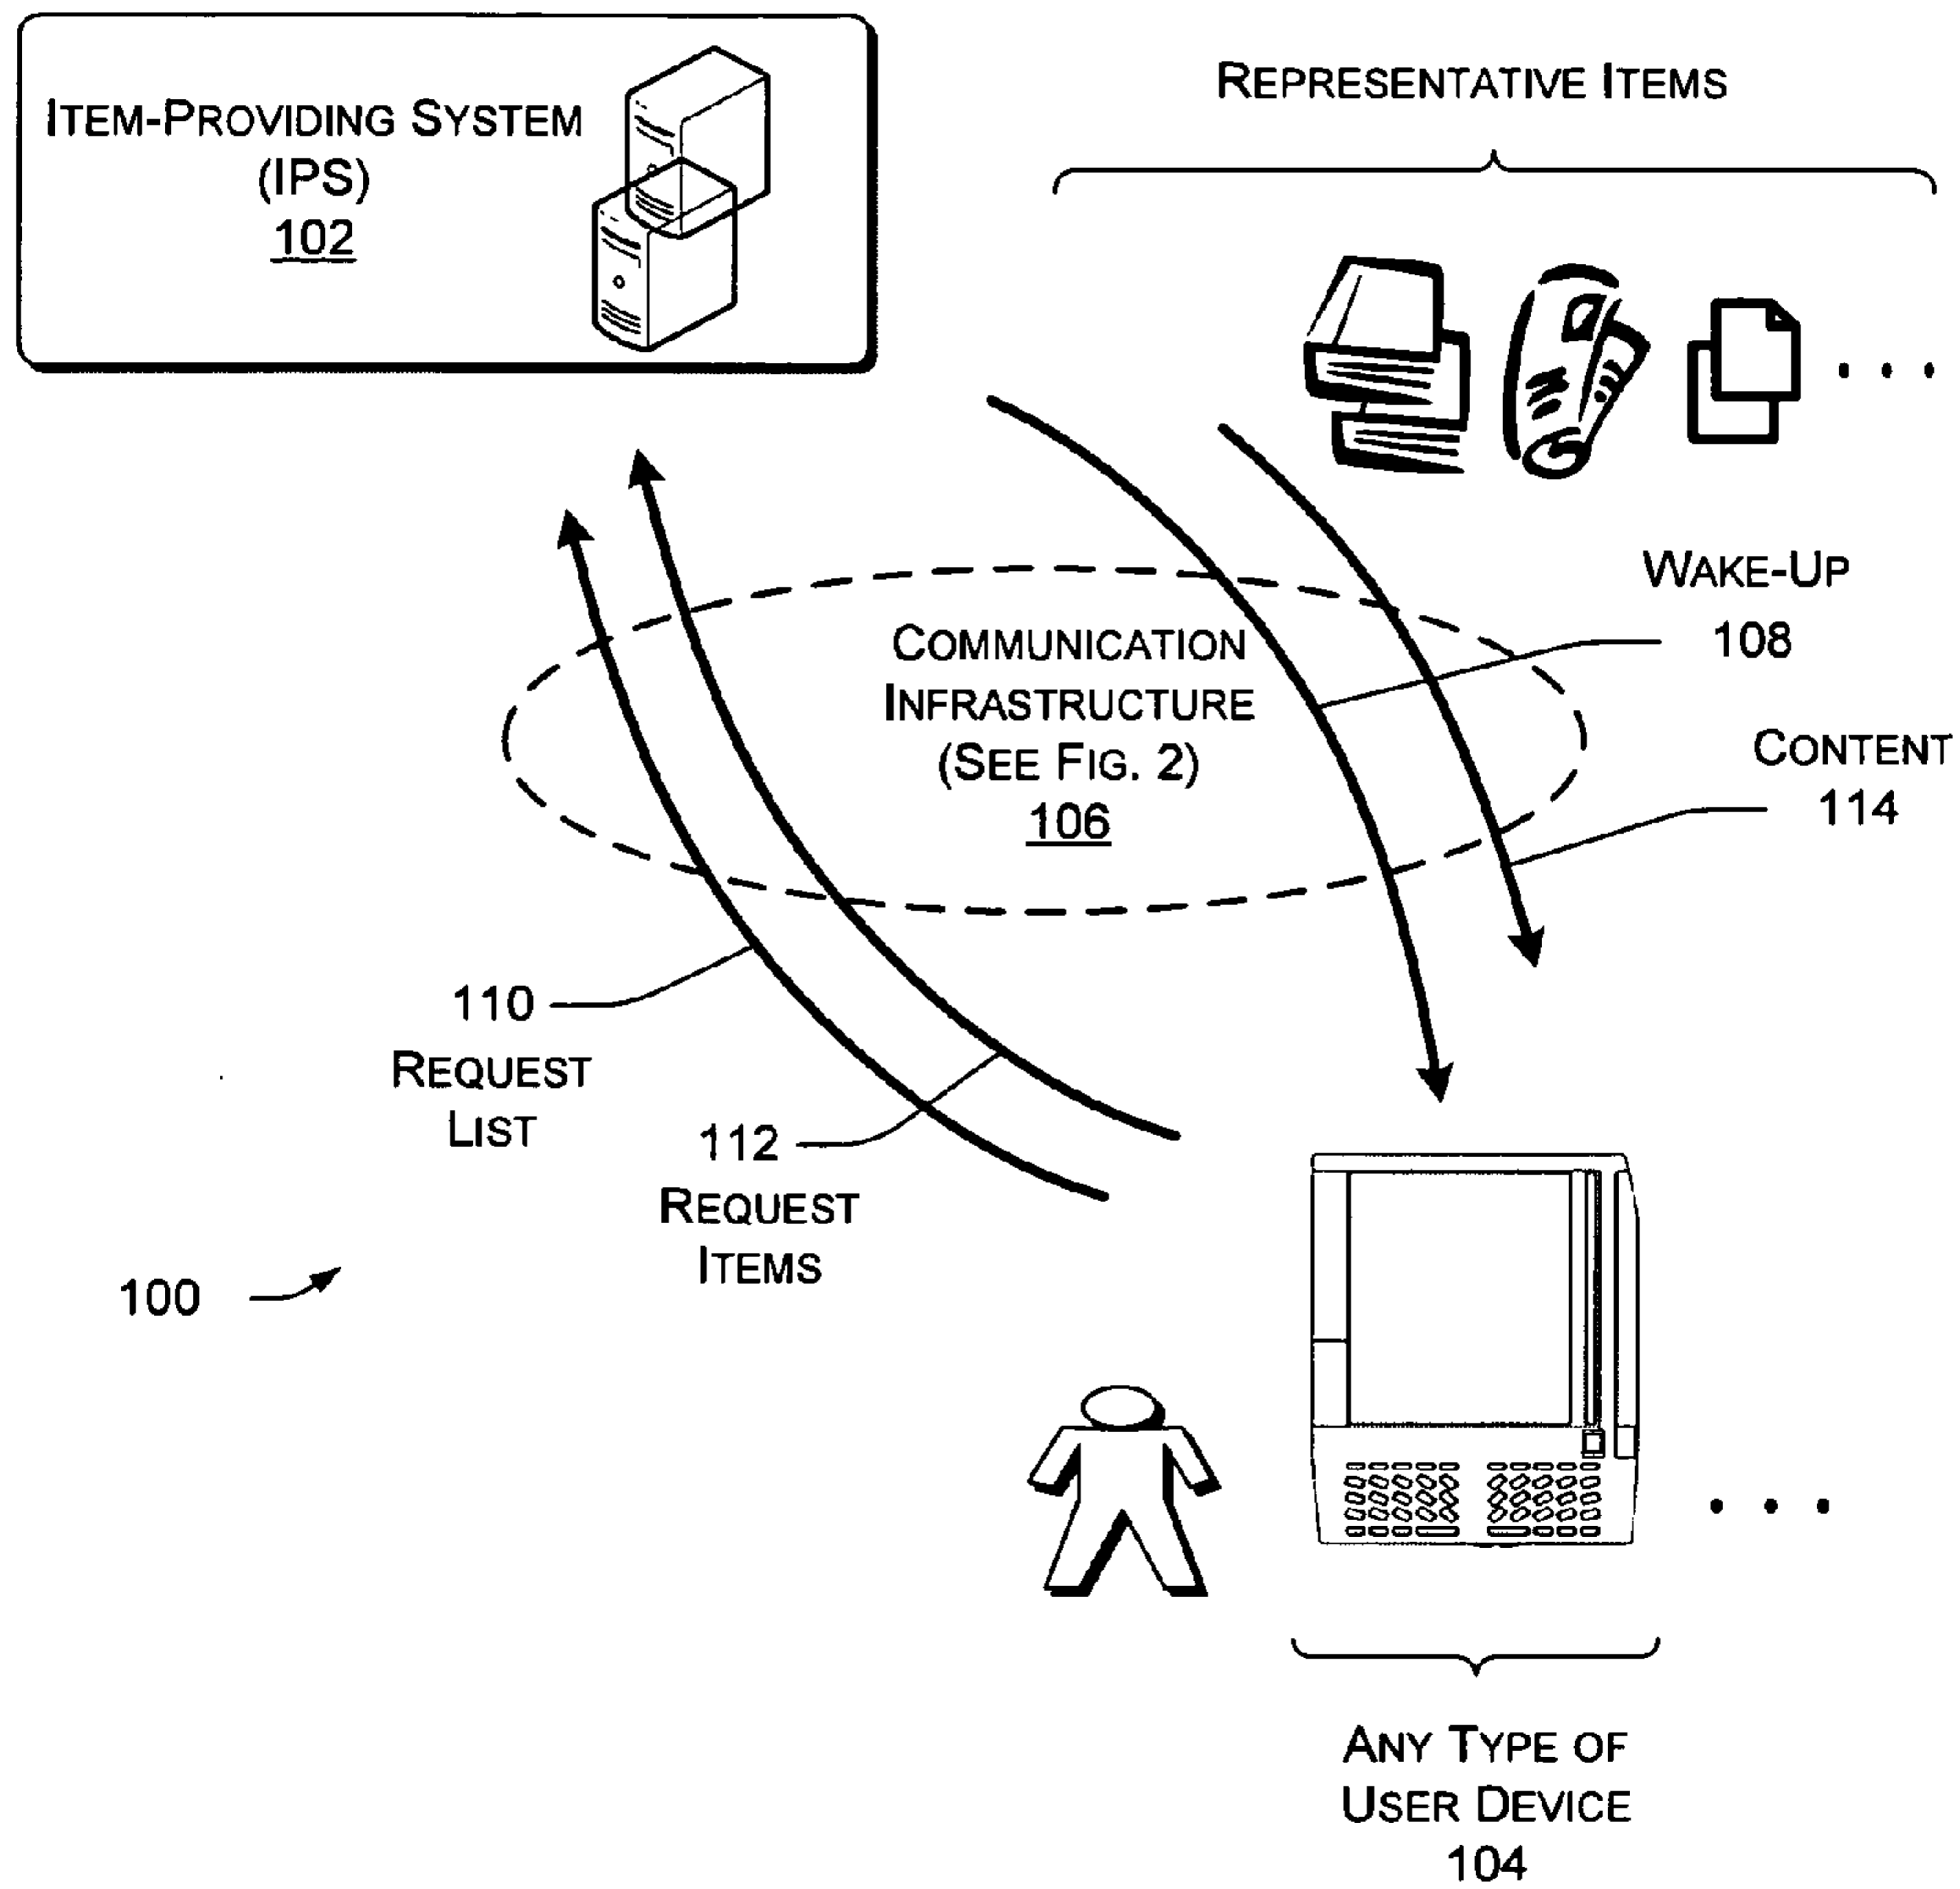 ITEM-PROVIDING SYSTEM
(IPS)
102
REPRESENTATIVE ITEMS
WAKE-UP
108
COMMUNICATION
INFRASTRUCTURE
(SEE FIG. 2)
106
CONTENT
114
110
REQUEST
LIST
112
REQUEST
ITEMS
100
ANY TYPE OF
USER DEVICE
104